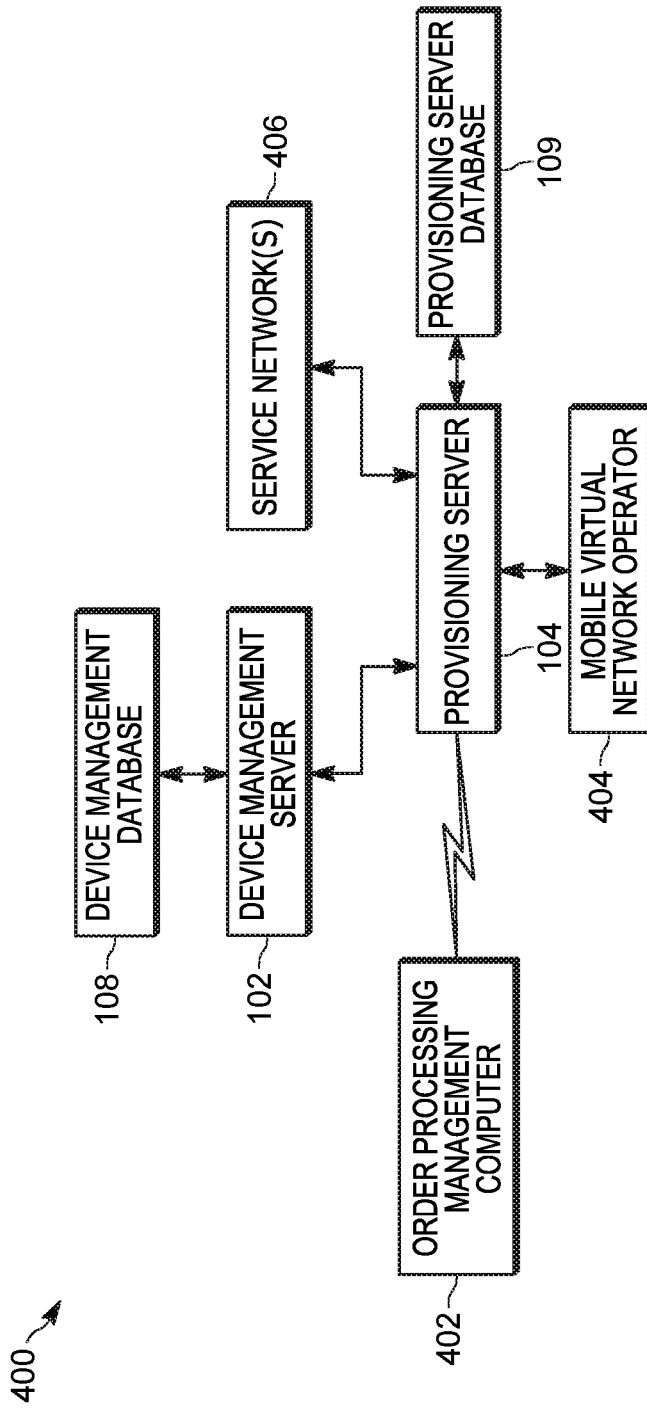 400
108
DEVICE MANAGEMENT
DATABASE
102
DEVICE MANAGEMENT
SERVER
SERVICE NETWORK(S)
406
402
ORDER PROCESSING
MANAGEMENT
COMPUTER
PROVISIONING SERVER
104
PROVISIONING SERVER
DATABASE
109
MOBILE VIRTUAL
NETWORK OPERATOR
404